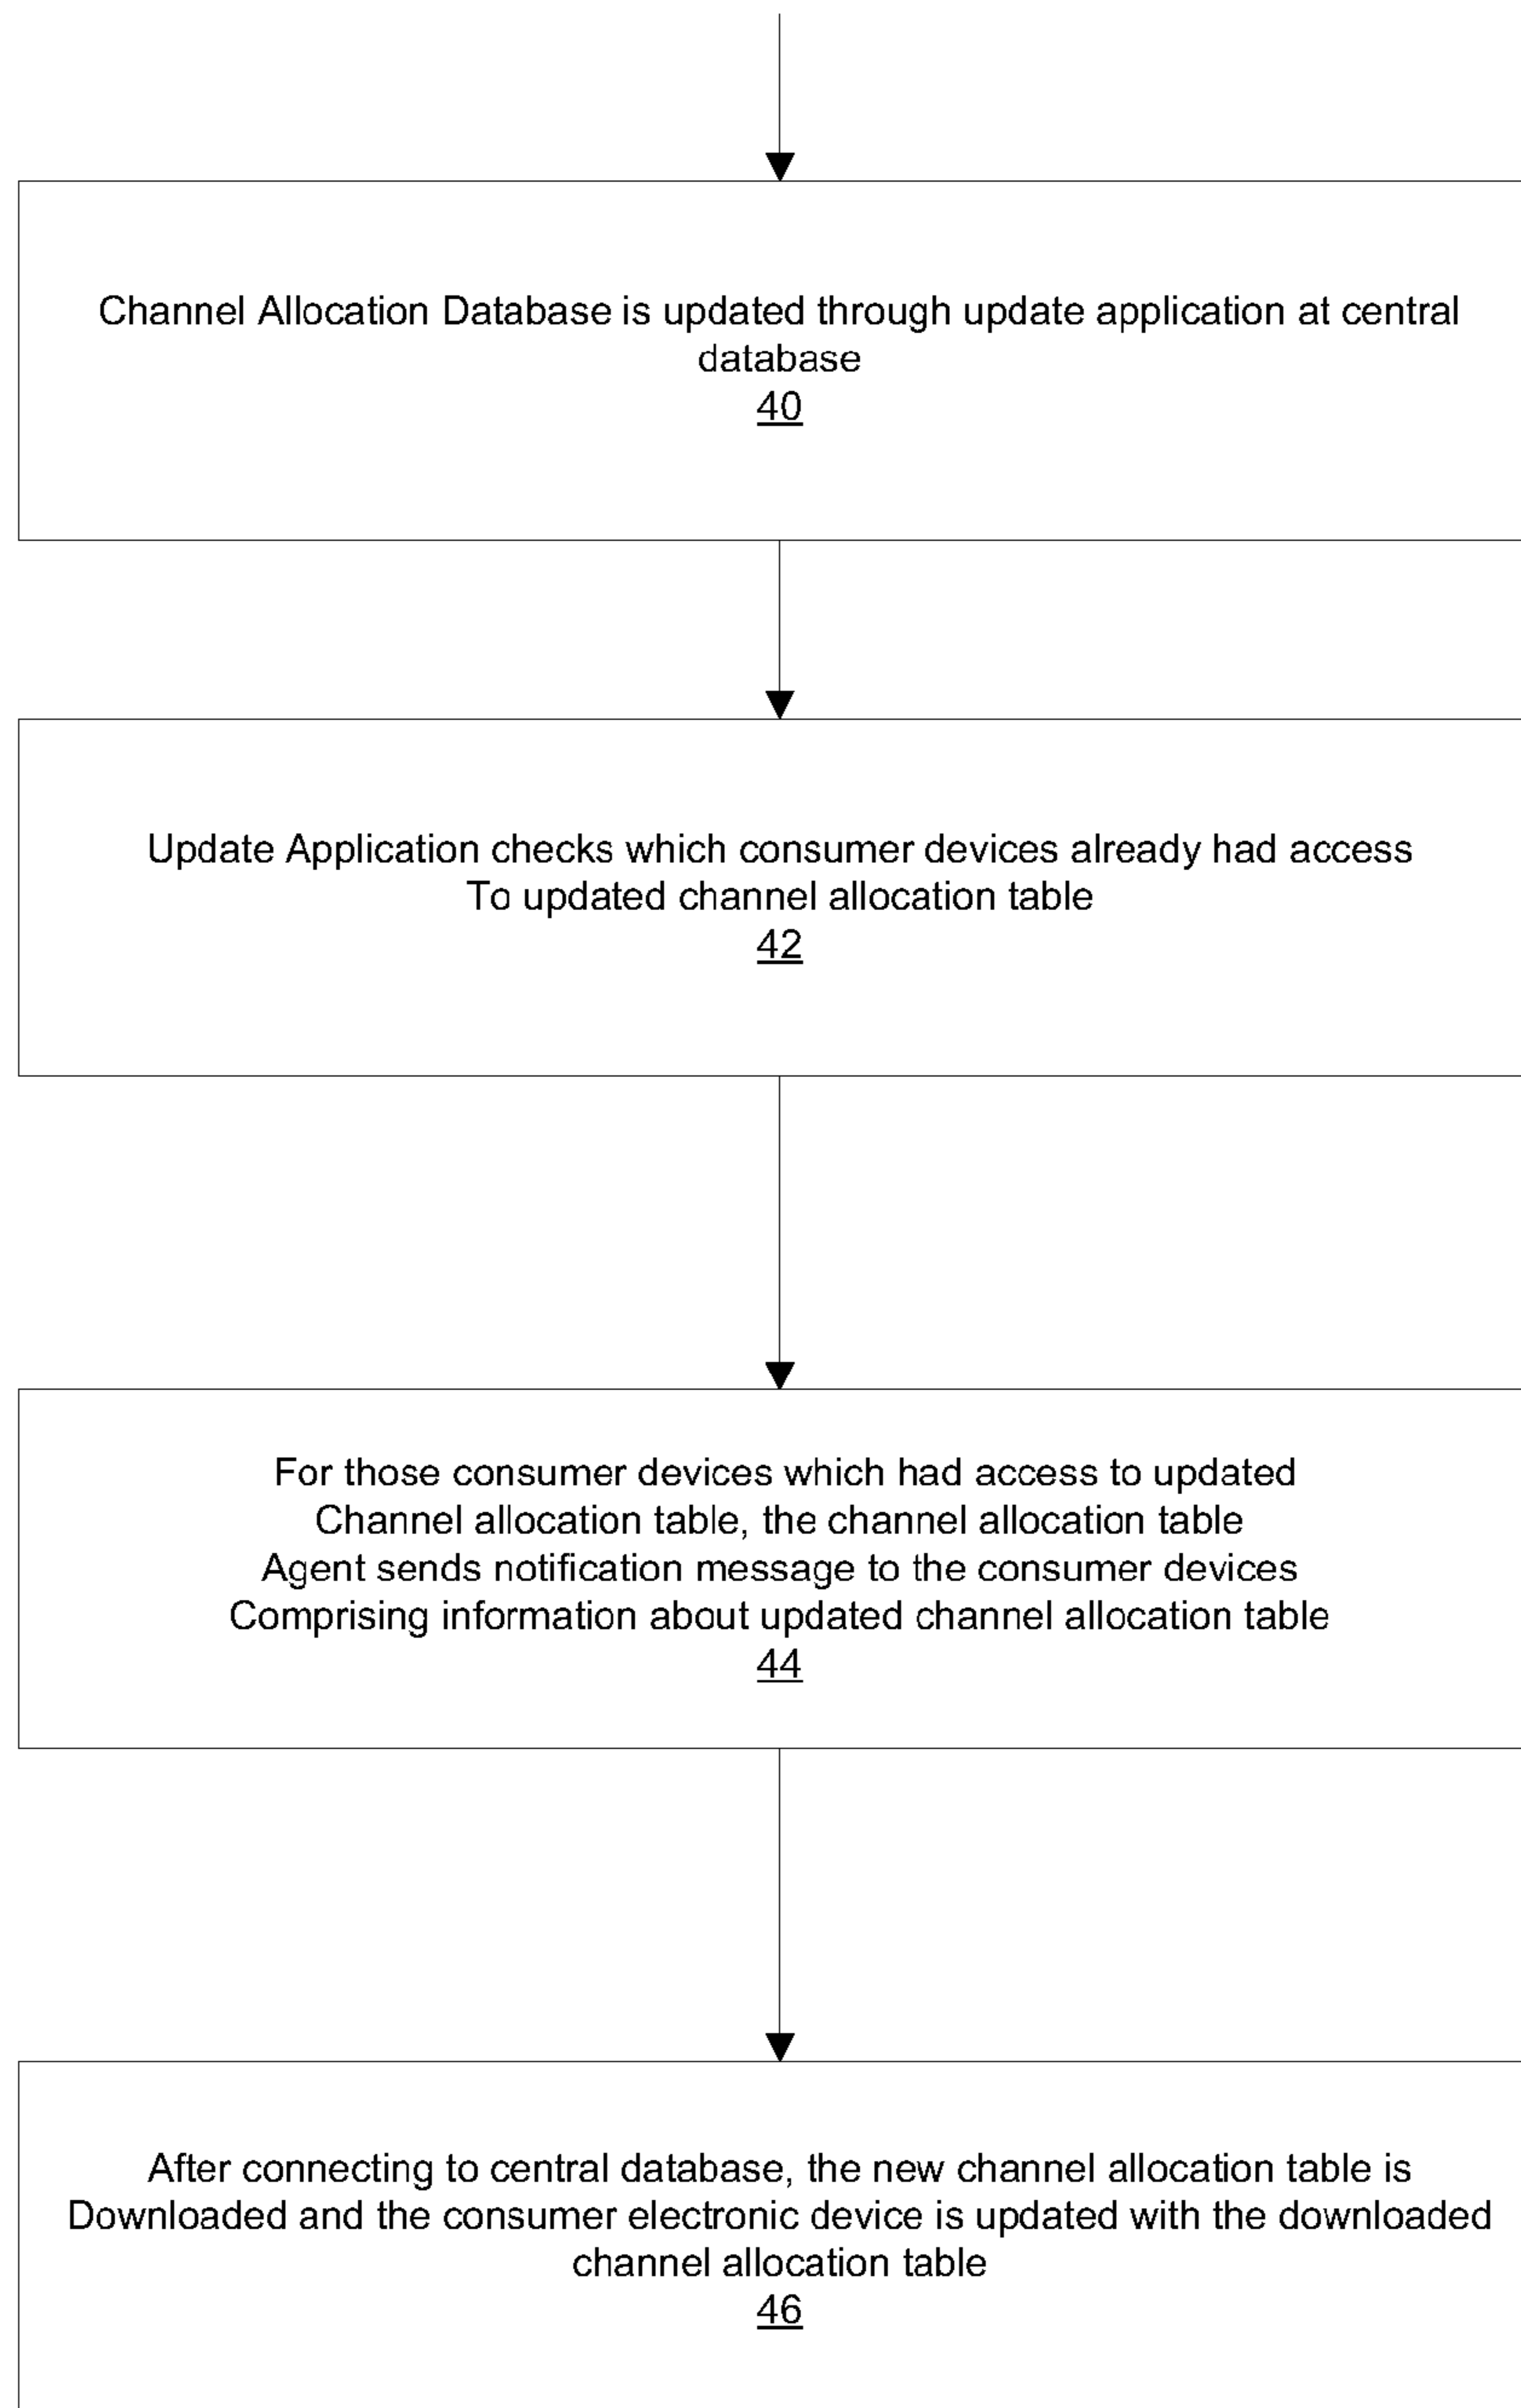 Channel Allocation Database is updated through update application at central
database
40
Update Application checks which consumer devices already had access
To updated channel allocation table
42
For those consumer devices which had access to updated
Channel allocation table, the channel allocation table
Agent sends notification message to the consumer devices
Comprising information about updated channel allocation table
44
After connecting to central database, the new channel allocation table is
Downloaded and the consumer electronic device is updated with the downloaded
channel allocation table
46